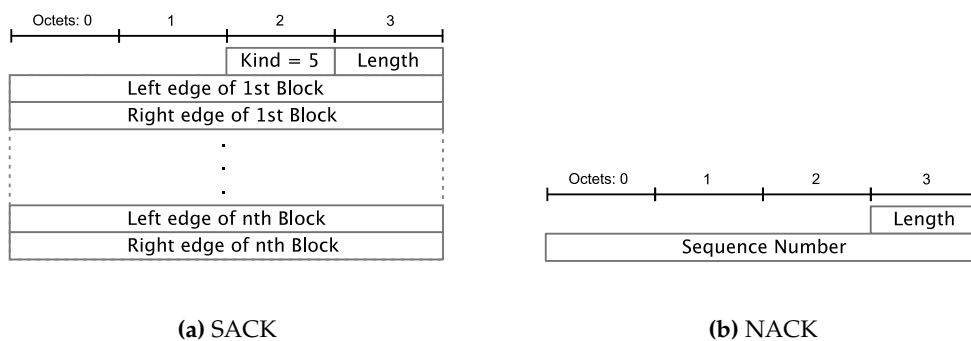 Octets: 0 1 2 3
Kind = 5 Length
Left edge of 1st Block
Right edge of 1st Block
.
.
.
Left edge of nth Block
Right edge of nth Block
(a) SACK
Octets: 0 1 2 3
Length
Sequence Number
(b) NACK